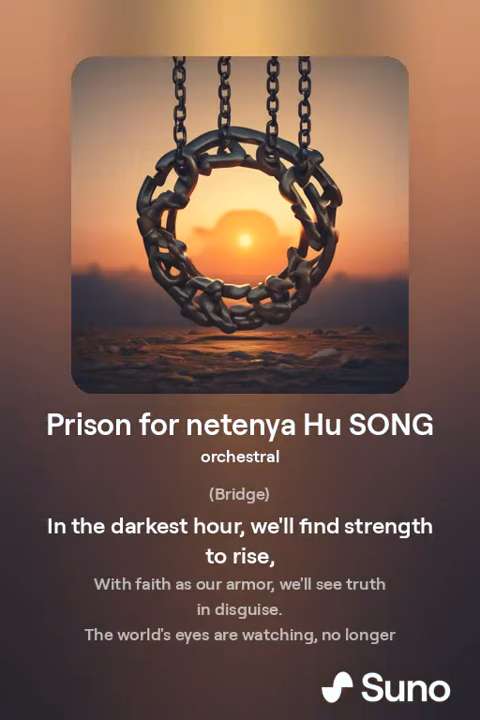 Prison for netenya Hu SONG
orchestral
(Bridge)
In the darkest hour, we'll find strength
to rise,
With faith as our armor, we'll see truth
in disguise.
The world's eyes are watching, no longer
Suno